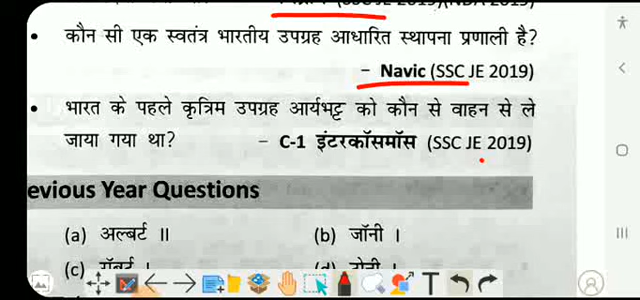 • कौन सी एक स्वतंत्र भारतीय उपग्रह आधारित स्थापना प्रणाली है?
– Navic (SSC JE 2019)
• भारत के पहले कृत्रिम उपग्रह आर्यभट्ट को कौन से वाहन से ले
जाया गया था? – C-1 इंटरकॉसमॉस (SSC JE 2019)
evious Year Questions
(a) अल्बर्ट II (b) जॉनी I
(c) (d)
T